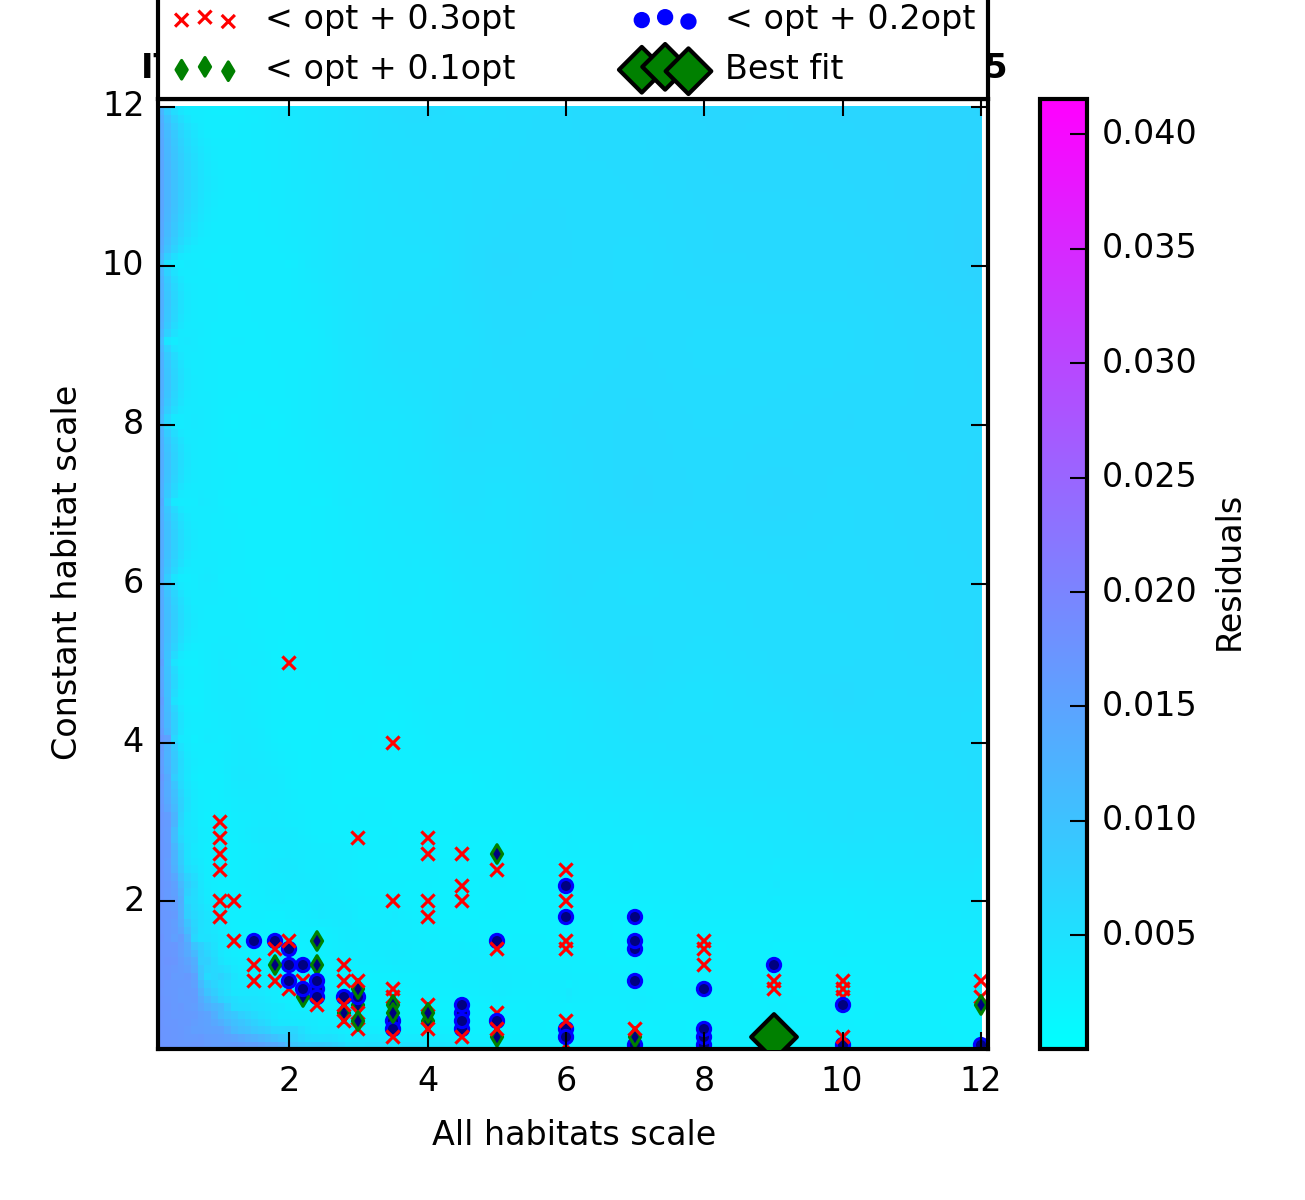 < opt + 0.3opt < opt + 0.2opt
< opt + 0.1opt Best fit
5
12
10
8
6
4
2
2 4 6 8 10 12
All habitats scale
Constant habitat scale
0.040
0.035
0.030
0.025
0.020
0.015
0.010
0.005
Residuals